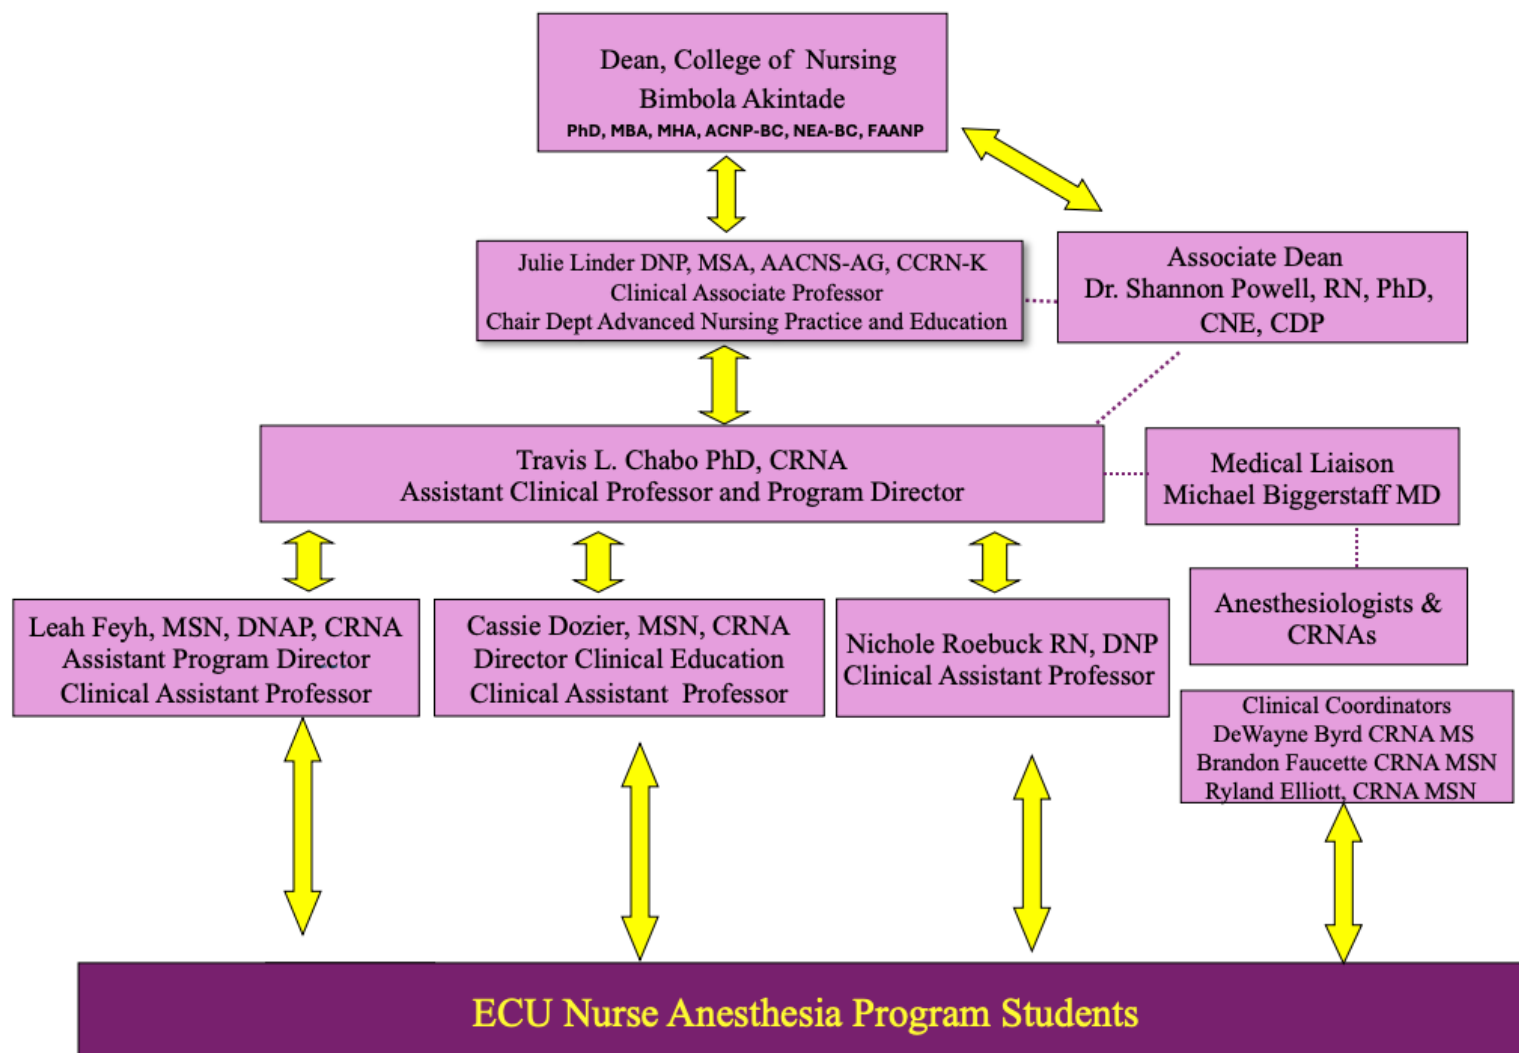 Dean, College of Nursing
Bimbola Akintade
PhD, MBA, MHA, ACNP-BC, NEA-BC, FAANP
Julie Linder DNP, MSA, AACNS-AG, CCRN-K
Clinical Associate Professor
Chair Dept Advanced Nursing Practice and Education
Associate Dean
Dr. Shannon Powell, RN, PhD,
CNE, CDP
Travis L. Chabo PhD, CRNA
Assistant Clinical Professor and Program Director
Medical Liaison
Michael Biggerstaff MD
Anesthesiologists &
CRNAs
Leah Feyh, MSN, DNAP, CRNA
Assistant Program Director
Clinical Assistant Professor
Cassie Dozier, MSN, CRNA
Director Clinical Education
Clinical Assistant Professor
Nichole Roebuck RN, DNP
Clinical Assistant Professor
Clinical Coordinators
DeWayne Byrd CRNA MS
Brandon Faucette CRNA MSN
Ryland Elliott, CRNA MSN
ECU Nurse Anesthesia Program Students